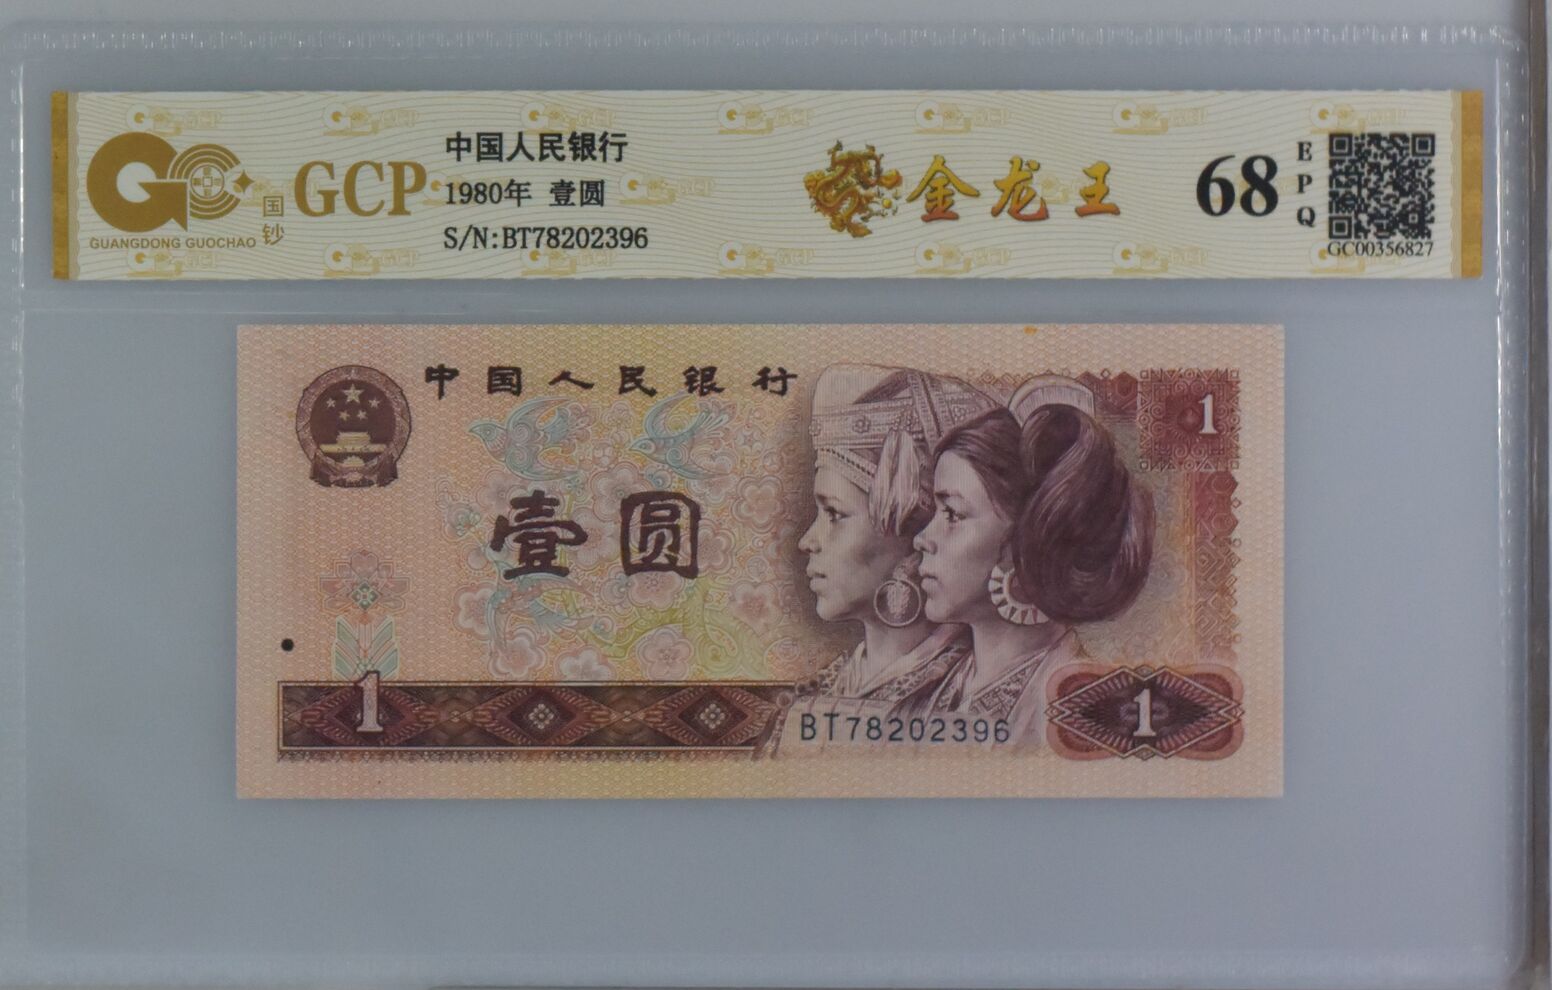 国钞
GCP
GUANGDONG GUOCHAO
中国人民银行
1980年 壹圆
S/N:BT78202396
金龙王
68
EPQ
GC00356827
中国人民银行
1
壹圆
1
BT78202396
1